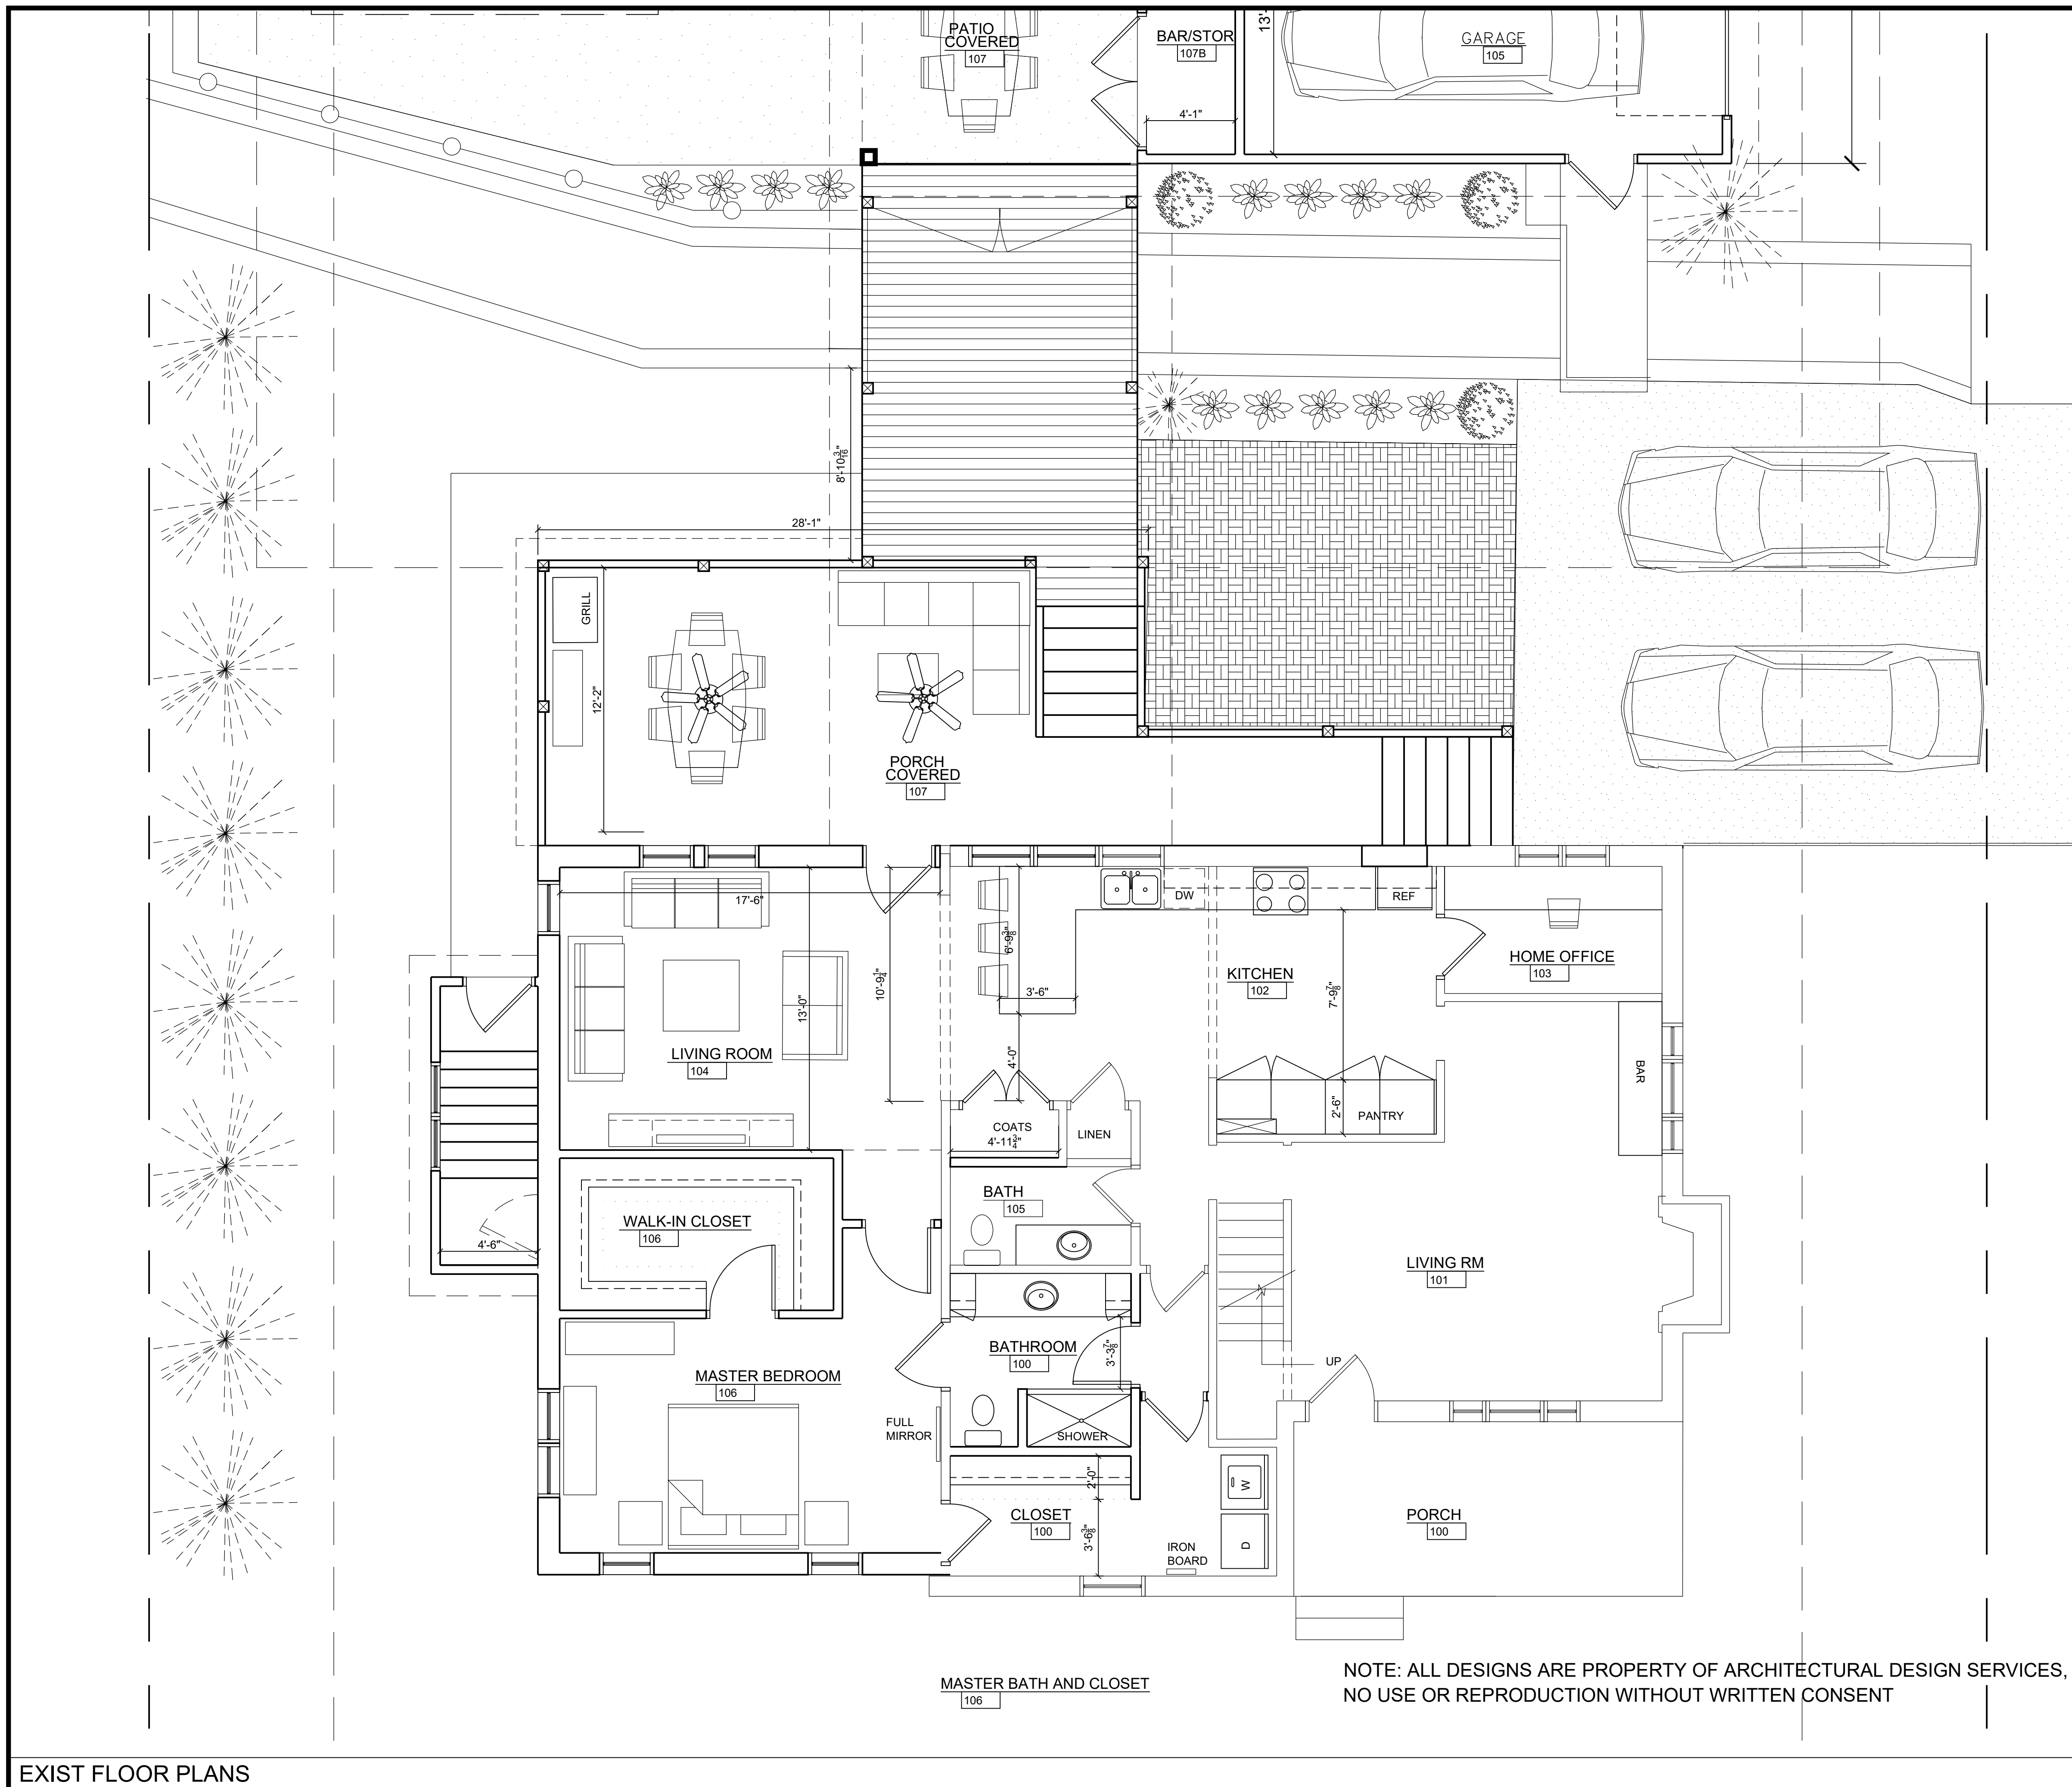 PATIO
COVERED
107
BAR/STOR
107B
13'-
GARAGE
105
4'-1"
8'-10 3/16"
28'-1"
GRILL
12'-2"
PORCH
COVERED
107
17'-6"
DW
REF
6'-9 3/8"
HOME OFFICE
103
KITCHEN
102
10'-9 1/4"
3'-6"
7'-9 7/8"
13'-0"
LIVING ROOM
104
4'-0"
BAR
2'-6"
PANTRY
COATS
4'-11 3/4"
LINEN
BATH
105
WALK-IN CLOSET
106
4'-6"
LIVING RM
101
BATHROOM
100
3'-3 7/8"
UP
MASTER BEDROOM
106
FULL
MIRROR
SHOWER
2'-0"
W
CLOSET
100
PORCH
100
3'-6 3/8"
D
IRON
BOARD
NOTE: ALL DESIGNS ARE PROPERTY OF ARCHITECTURAL DESIGN SERVICES,
NO USE OR REPRODUCTION WITHOUT WRITTEN CONSENT
MASTER BATH AND CLOSET
106
EXIST FLOOR PLANS